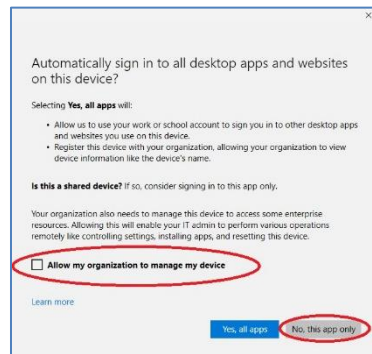 Automatically sign in to all desktop apps and websites
on this device?
Selecting Yes, all apps will:
• Allow us to use your work or school account to sign you in to other desktop apps
and websites you use on this device.
• Register this device with your organization, allowing your organization to view
device information like the device's name.
Is this a shared device? If so, consider signing in to this app only.
Your organization also needs to manage this device to access some enterprise
resources. Allowing this will enable your IT admin to perform various operations
remotely like controlling settings, installing apps, and resetting this device.
Allow my organization to manage my device
Learn more
Yes, all apps
No, this app only